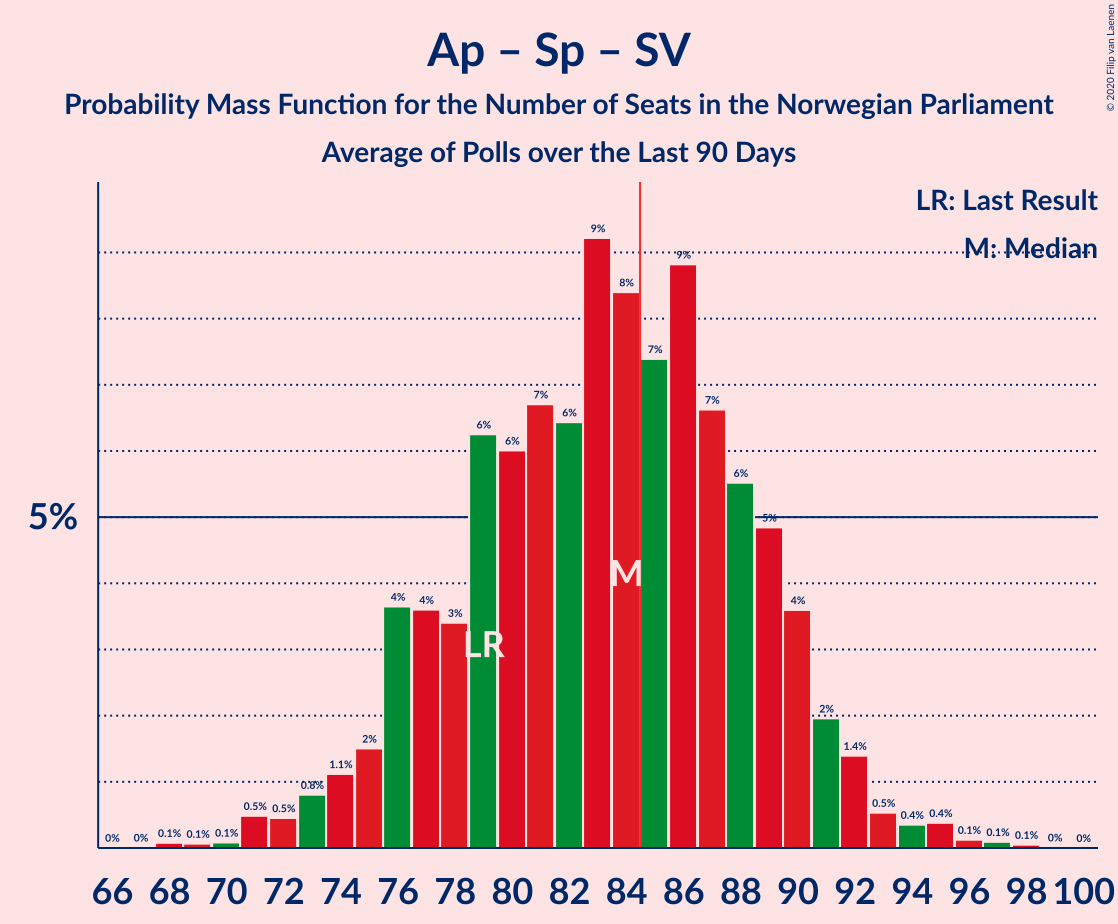 Ap – Sp – SV
Probability Mass Function for the Number of Seats in the Norwegian Parliament
Average of Polls over the Last 90 Days
© 2020 Filip van Laenen
LR: Last Result
M: Median
5%
0% 0% 0.1% 0.1% 0.1% 0.5% 0.5% 0.8% 1.1% 2% 4% 4% 3% 6% 6% 7% 6% 9% 8% 7% 9% 7% 6% 5% 4% 2% 1.4% 0.5% 0.4% 0.4% 0.1% 0.1% 0.1% 0% 0%
M
LR
66 68 70 72 74 76 78 80 82 84 86 88 90 92 94 96 98 100